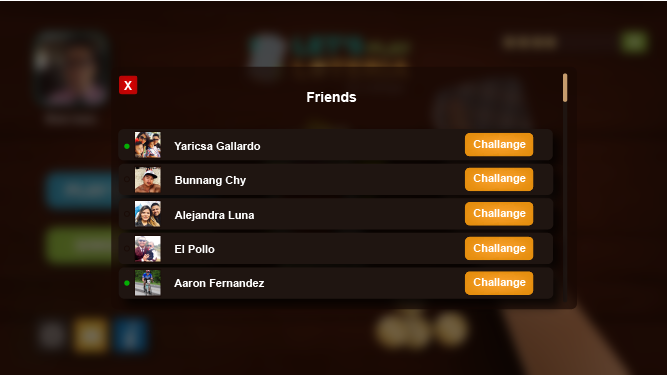 X
Friends
Yaricsa Gallardo Challange
Bunnang Chy Challange
Alejandra Luna Challange
El Pollo Challange
Aaron Fernandez Challange